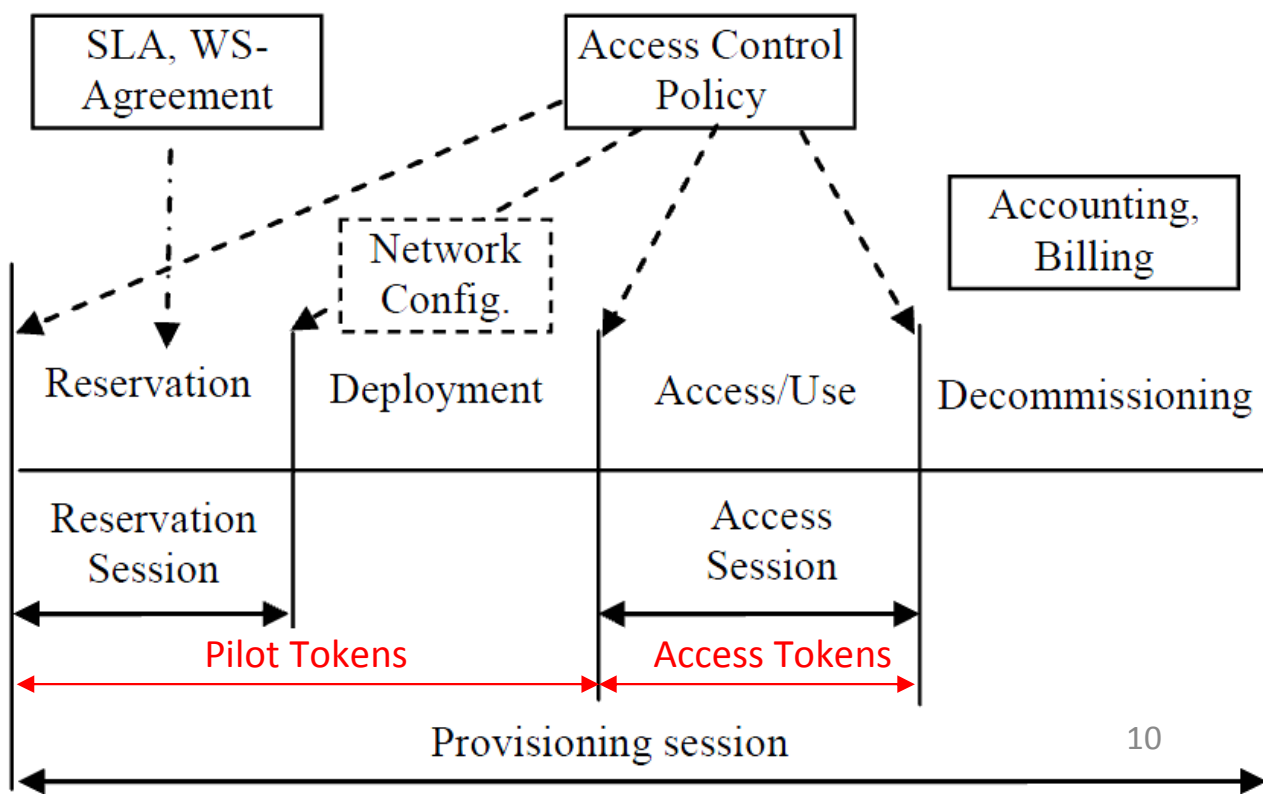 SLA, WS-
Agreement
Access Control
Policy
Accounting,
Billing
Network
Config.
Reservation
Deployment
Access/Use
Decommissioning
Reservation
Session
Access
Session
Pilot Tokens
Access Tokens
Provisioning session
10